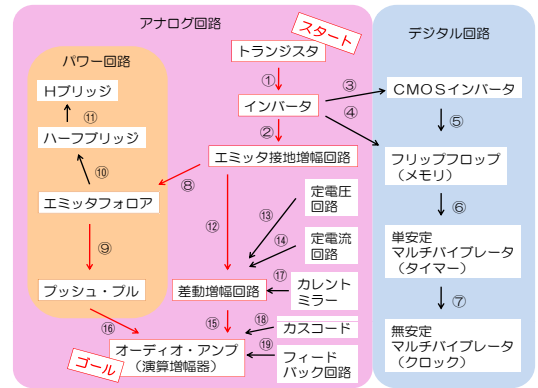 アナログ回路
スタート
デジタル回路
パワー回路
トランジスタ
Hブリッジ
①
③
CMOSインバータ
インバータ
⑪
②
④
⑤
ハーフブリッジ
エミッタ接地増幅回路
フリップフロップ
(メモリ)
⑩
⑧
エミッタフォロア
⑫
⑬
定電圧
回路
⑥
⑭
定電流
回路
単安定
マルチバイブレータ
(タイマー)
⑨
⑰
カレント
ミラー
プッシュ・プル
差動増幅回路
⑦
⑯
⑮
⑱
カスコード
無安定
マルチバイブレータ
(クロック)
オーディオ・アンプ
(演算増幅器)
⑲
フィード
バック回路
ゴール